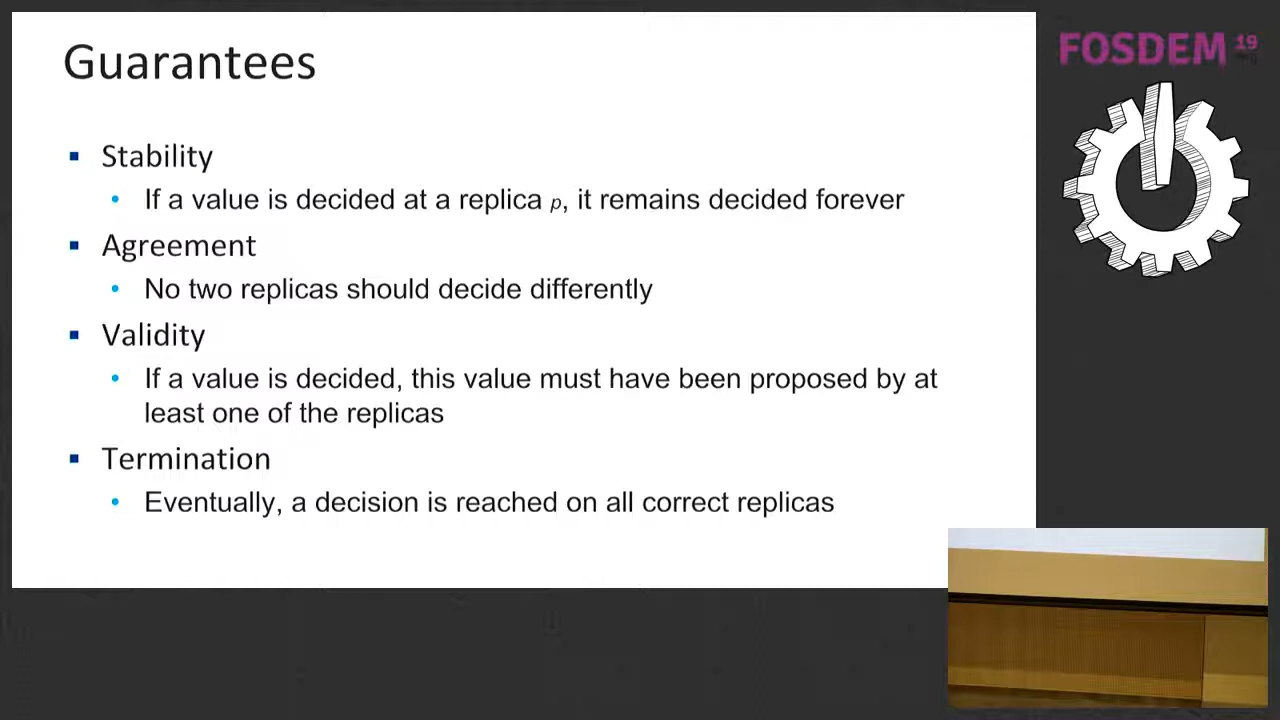 Guarantees
Stability
If a value is decided at a replica p, it remains decided forever
Agreement
No two replicas should decide differently
Validity
If a value is decided, this value must have been proposed by at
least one of the replicas
Termination
Eventually, a decision is reached on all correct replicas
FOSDEM 19